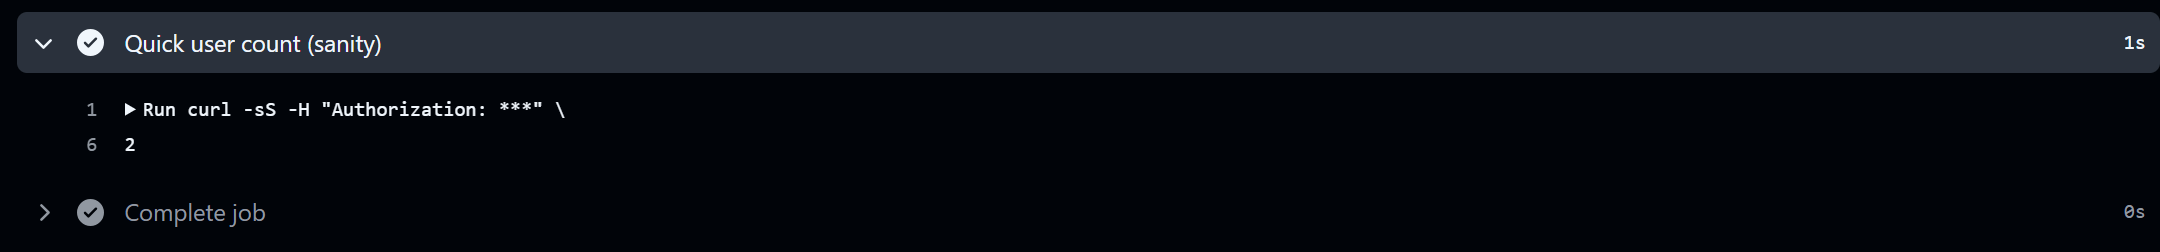 Quick user count (sanity) 1s
1 Run curl -sS -H "Authorization: ***" \
6 2
Complete job 0s